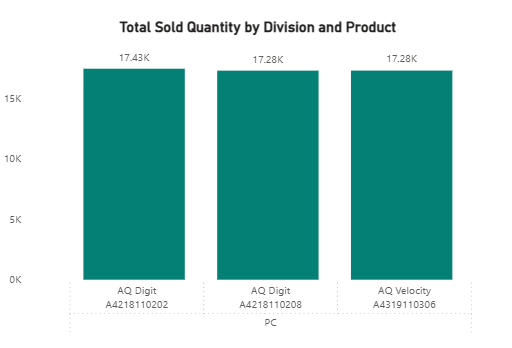 Total Sold Quantity by Division and Product
17.43K
17.28K
17.28K
15K
10K
5K
0K
AQ Digit
A4218110202
AQ Digit
A4218110208
AQ Velocity
A4319110306
PC